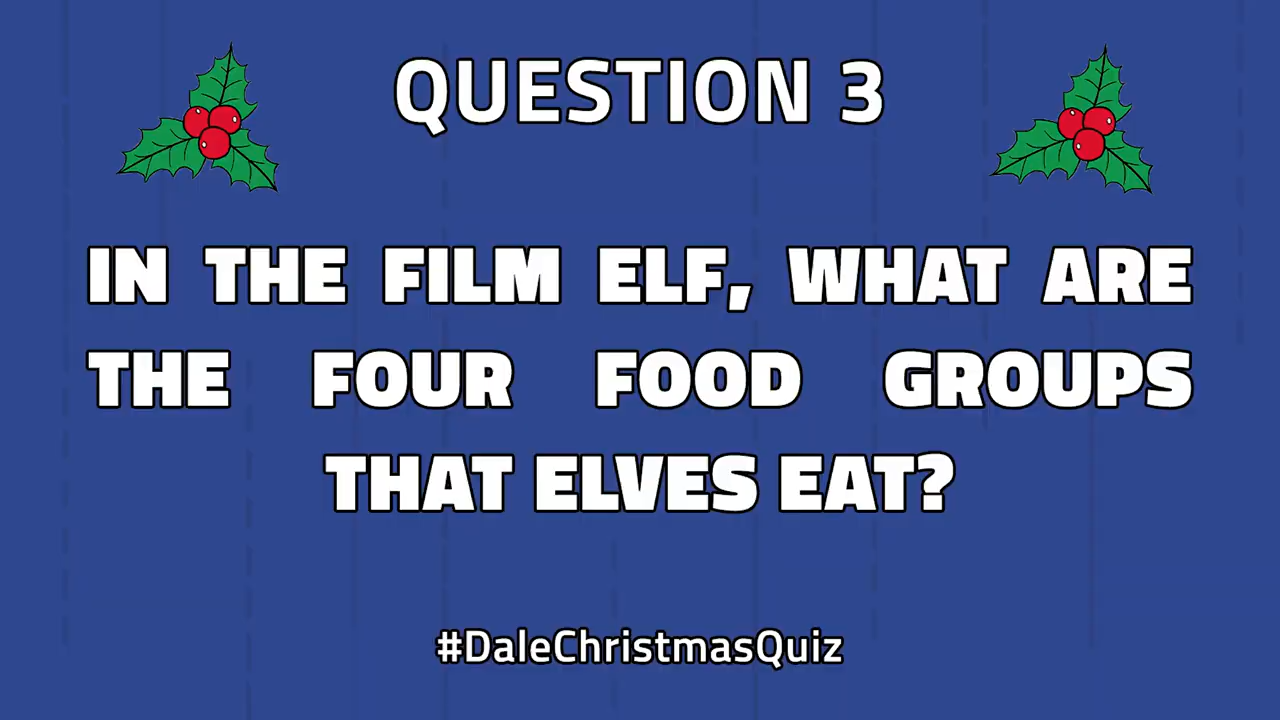 QUESTION 3
IN THE FILM ELF, WHAT ARE
THE FOUR FOOD GROUPS
THAT ELVES EAT?
#DaleChristmasQuiz